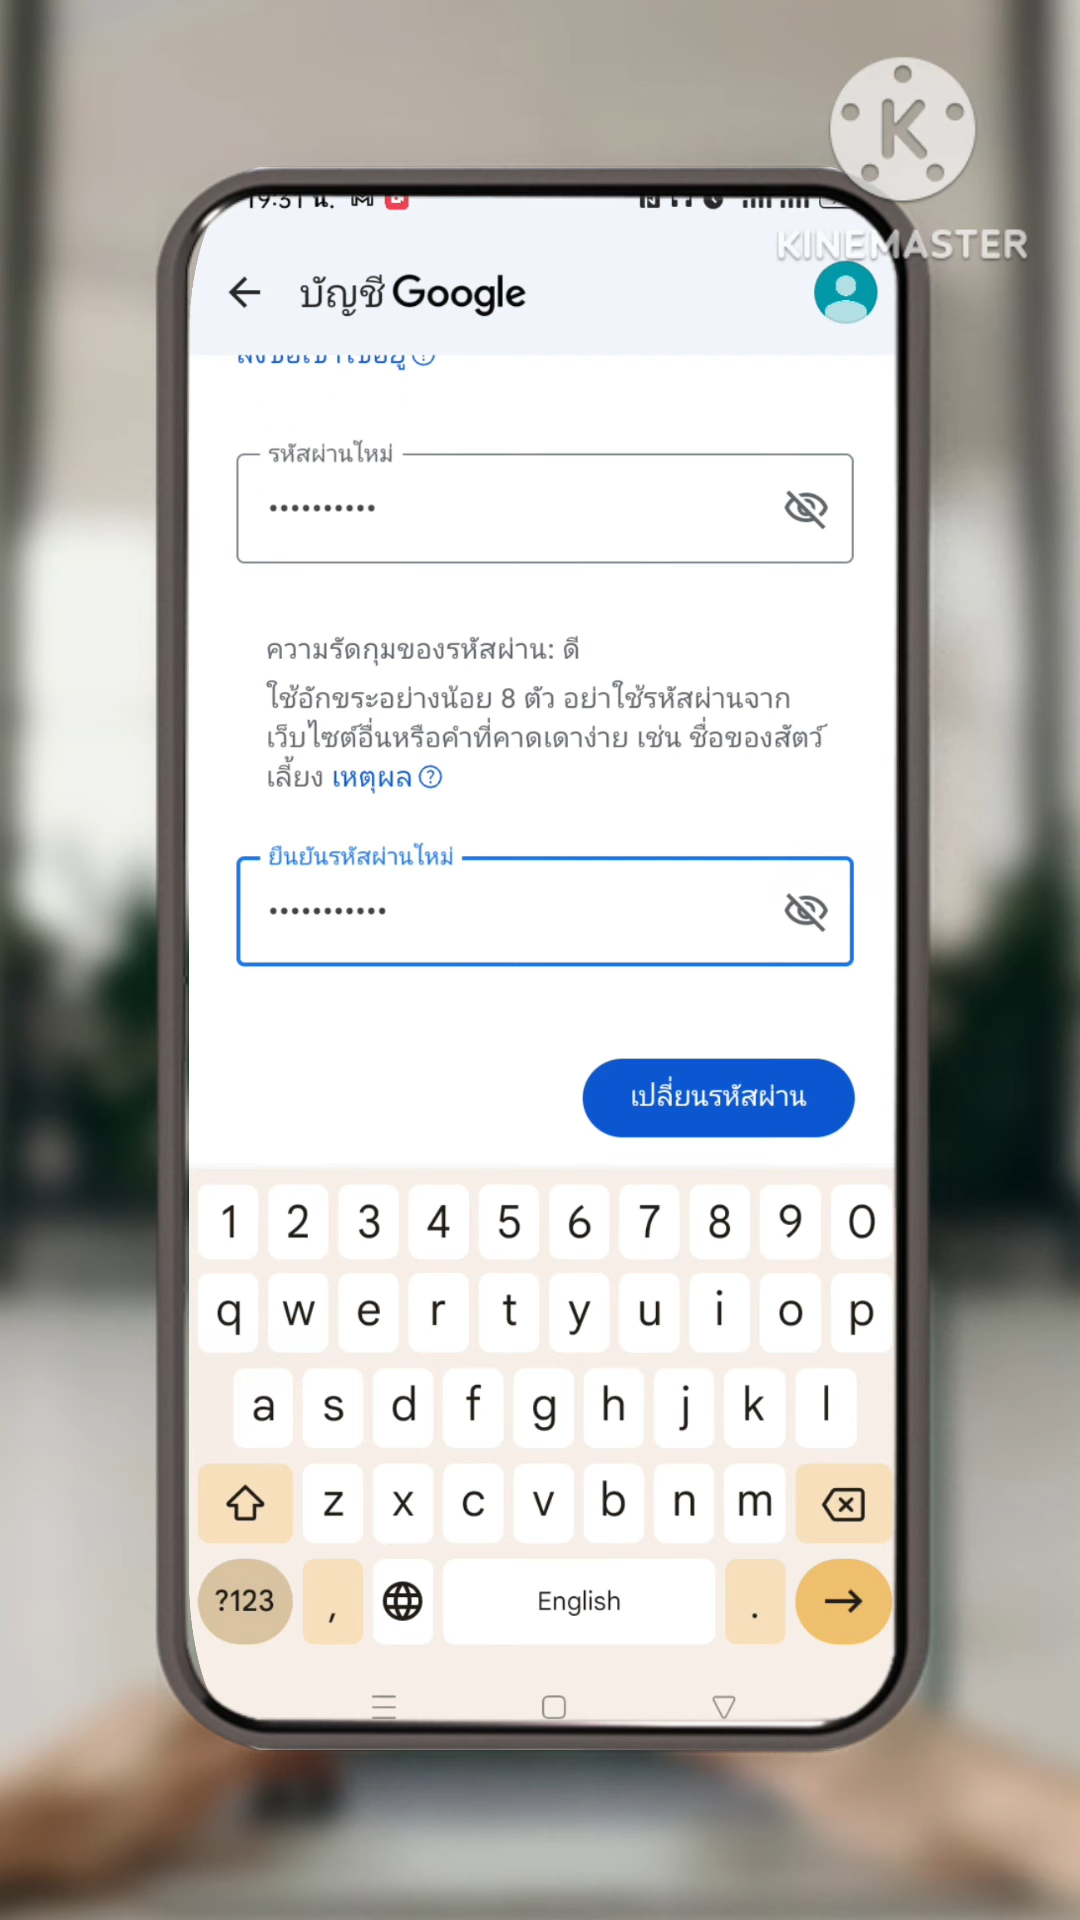 KINEMASTER
19:31 น.
บัญชี Google
รหัสผ่านใหม่
••••••••••
ความรัดกุมของรหัสผ่าน: ดี
ใช้อักขระอย่างน้อย 8 ตัว อย่าใช้รหัสผ่านจาก
เว็บไซต์อื่นหรือคำที่คาดเดาง่าย เช่น ชื่อของสัตว์
เลี้ยง เหตุผล
ยืนยันรหัสผ่านใหม่
•••••••••••
เปลี่ยนรหัสผ่าน
1 2 3 4 5 6 7 8 9 0
q w e r t y u i o p
a s d f g h j k l
z x c v b n m
?123 , English .